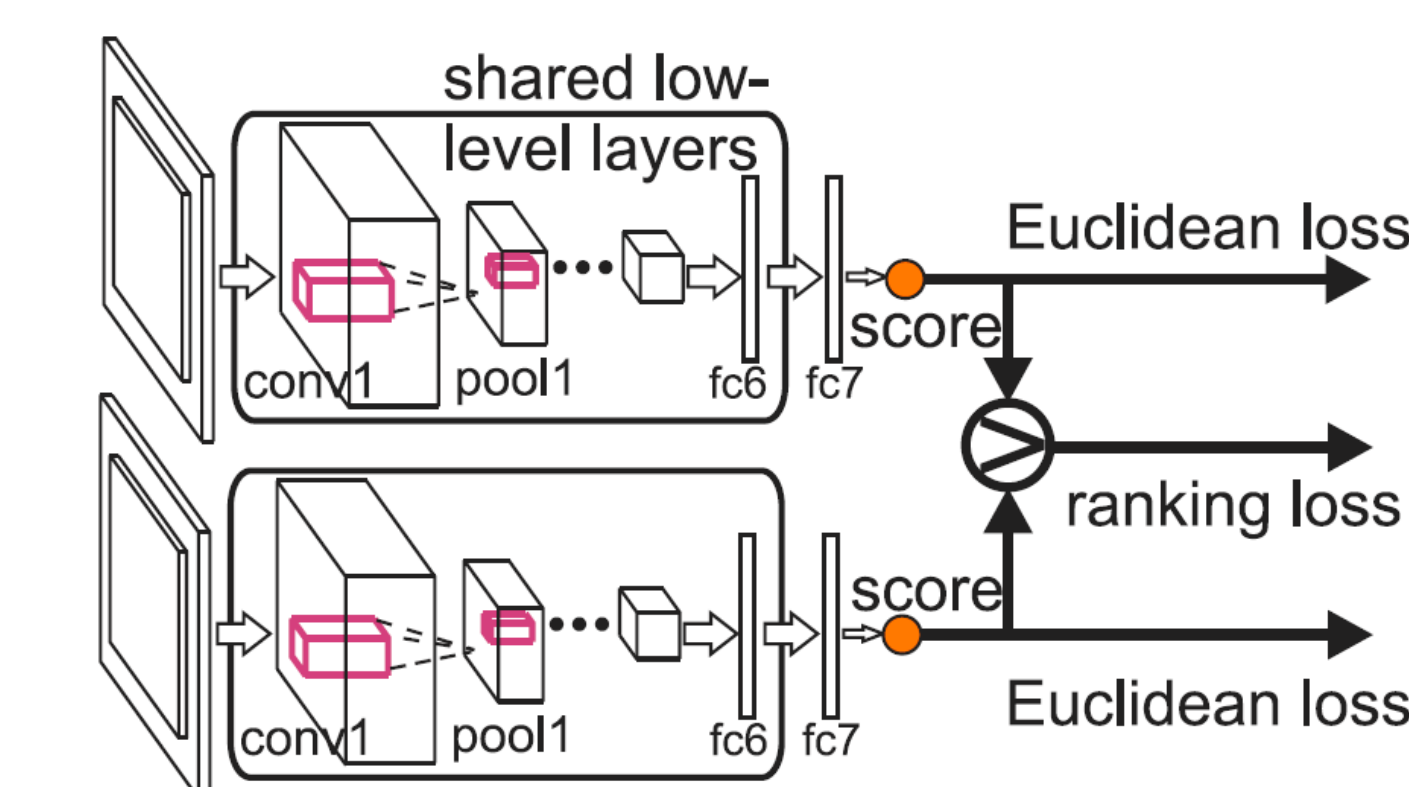 shared low-
level layers
conv1
pool1
fc6
fc7
score
Euclidean loss
>
ranking loss
conv1
pool1
fc6
fc7
score
Euclidean loss